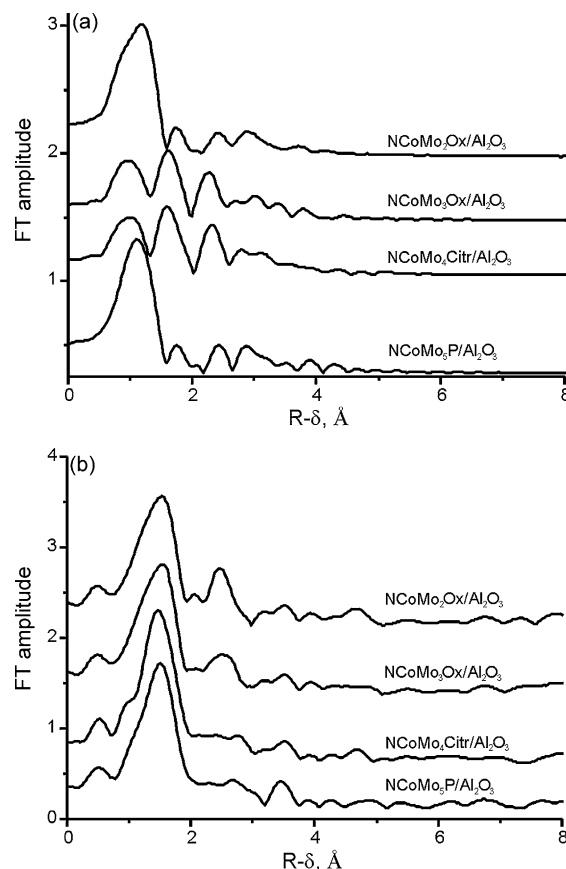 (a)
3
2
1
FT amplitude
NCoMo₂Ox/Al₂O₃
NCoMo₃Ox/Al₂O₃
NCoMo₄Citr/Al₂O₃
NCoMo₅P/Al₂O₃
0 2 4 6 8
R-δ, Å
(b)
4
3
2
1
0
FT amplitude
NCoMo₂Ox/Al₂O₃
NCoMo₃Ox/Al₂O₃
NCoMo₄Citr/Al₂O₃
NCoMo₅P/Al₂O₃
0 2 4 6 8
R-δ, Å